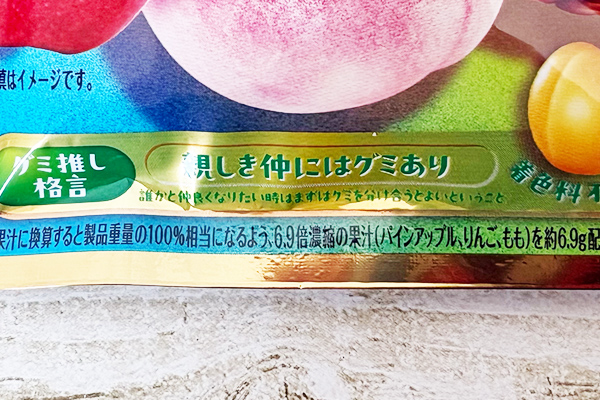 真はイメージです。
グミ推し
格言
親しき仲にはグミあり
誰かと仲良くなりたい時はまずはグミを分け合うとよいということ
着色料不
果汁に換算すると製品重量の100%相当になるよう、6.9倍濃縮の果汁(パインアップル、りんご、もも)を約6.9g配